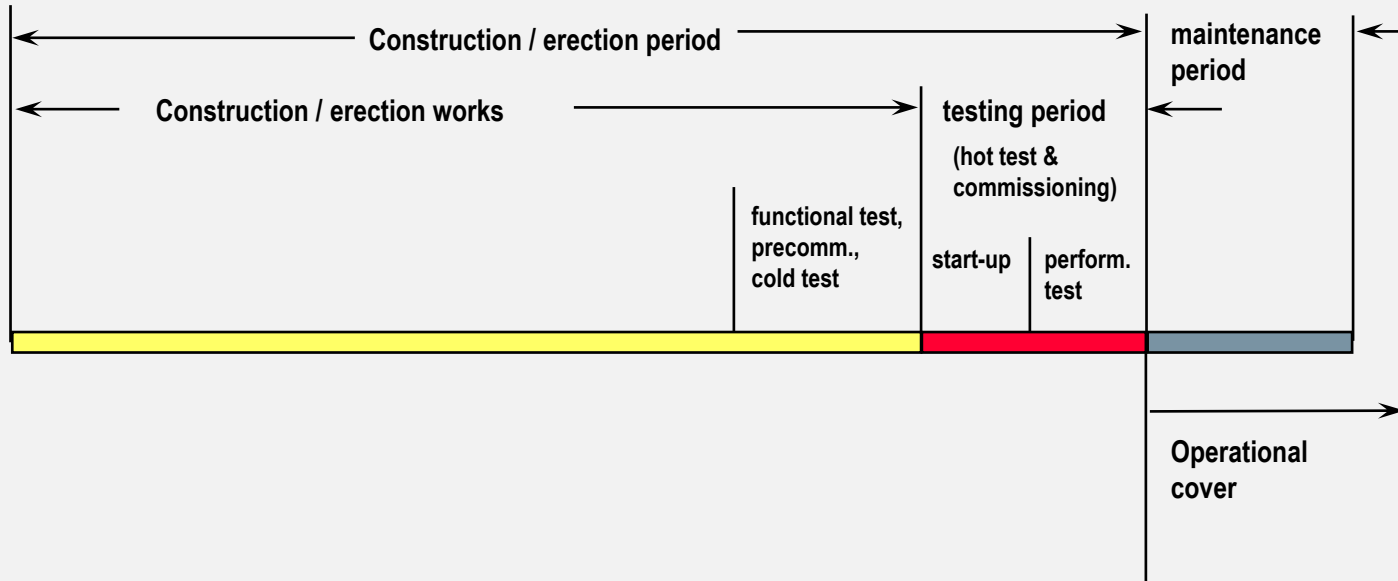 Construction / erection period
maintenance
period
Construction / erection works
testing period
(hot test &
commissioning)
functional test,
precomm.,
cold test
start-up
perform.
test
Operational
cover